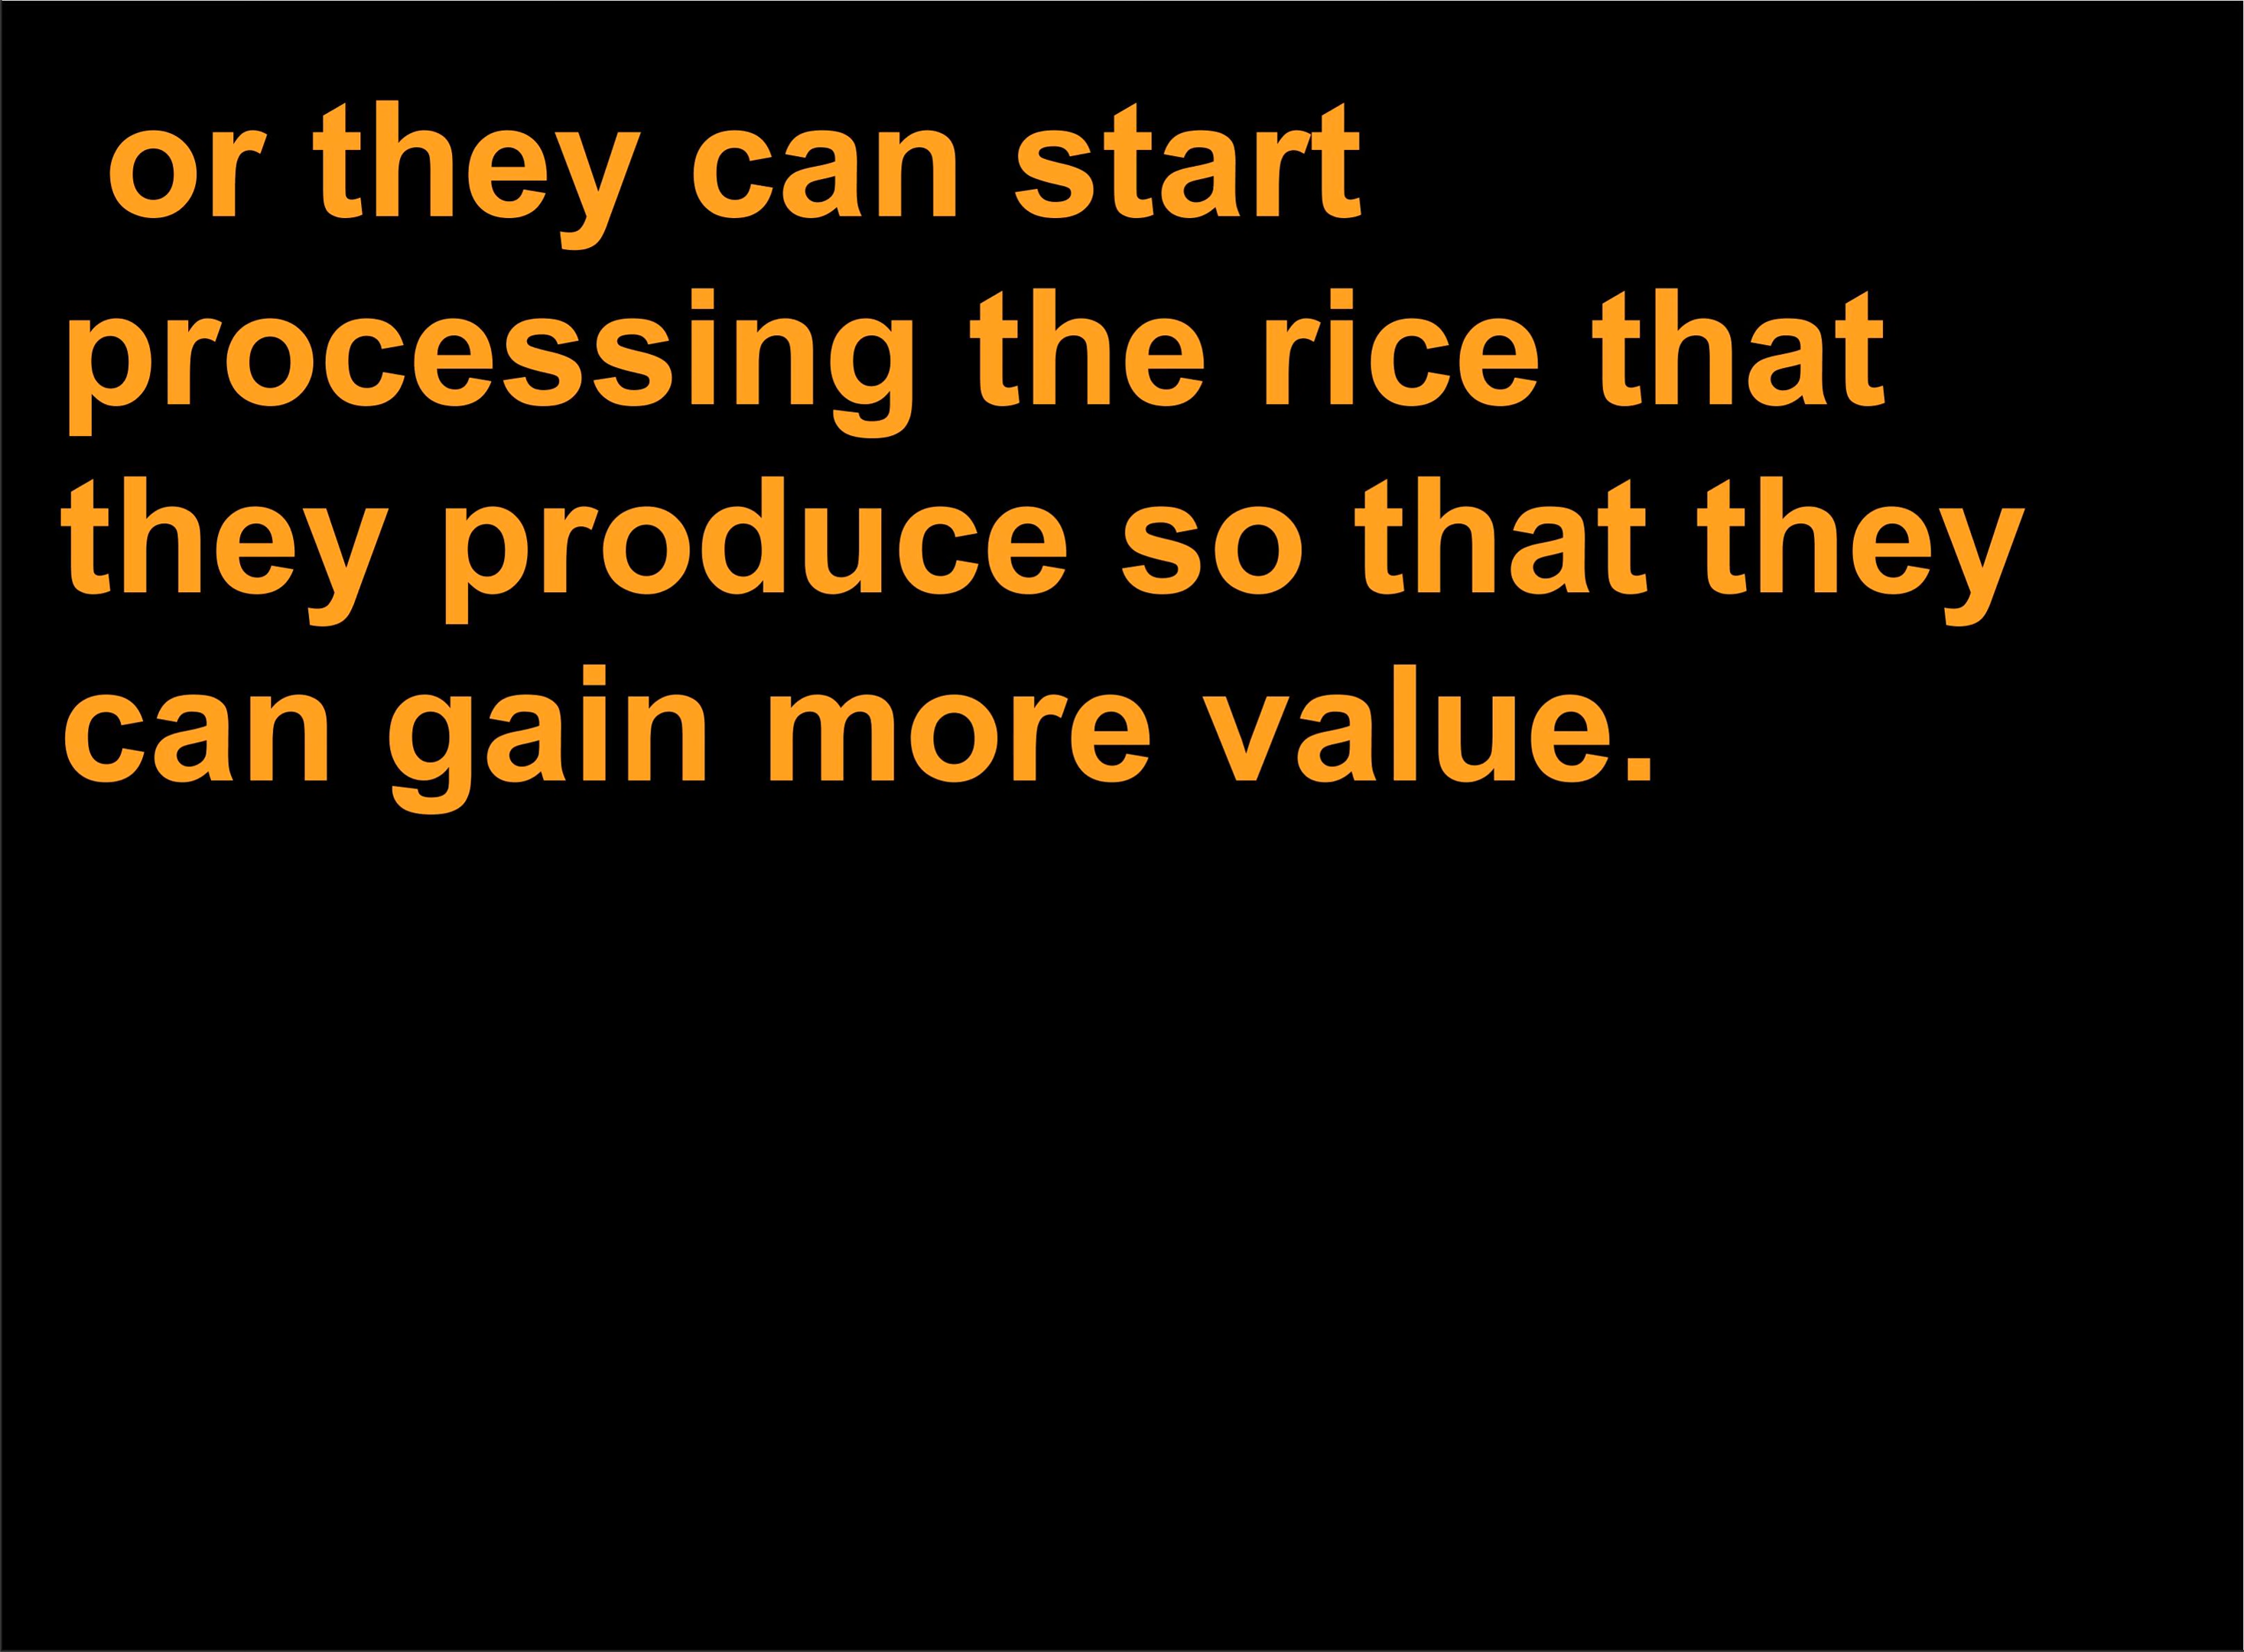 or they can start
processing the rice that
they produce so that they
can gain more value.